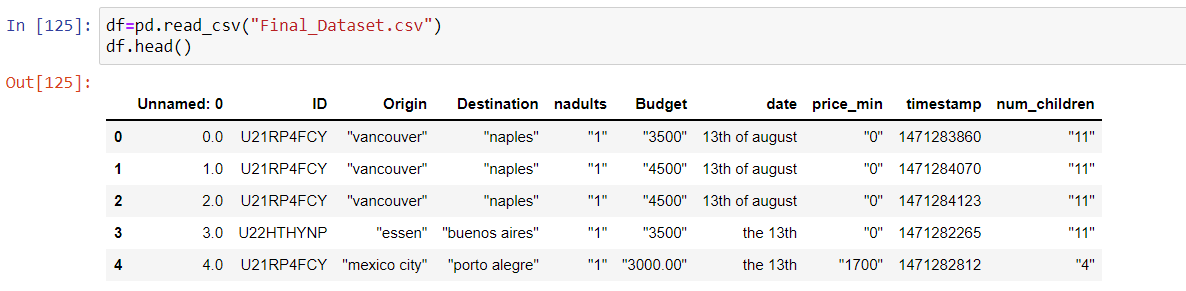 In [125]: df=pd.read_csv("Final_Dataset.csv")
df.head()
Out[125]:
Unnamed: 0 ID Origin Destination nadults Budget date price_min timestamp num_children
0 0.0 U21RP4FCY "vancouver" "naples" "1" "3500" 13th of august "0" 1471283860 "11"
1 1.0 U21RP4FCY "vancouver" "naples" "1" "4500" 13th of august "0" 1471284070 "11"
2 2.0 U21RP4FCY "vancouver" "naples" "1" "4500" 13th of august "0" 1471284123 "11"
3 3.0 U22HTHYNP "essen" "buenos aires" "1" "3500" the 13th "0" 1471282265 "11"
4 4.0 U21RP4FCY "mexico city" "porto alegre" "1" "3000.00" the 13th "1700" 1471282812 "4"